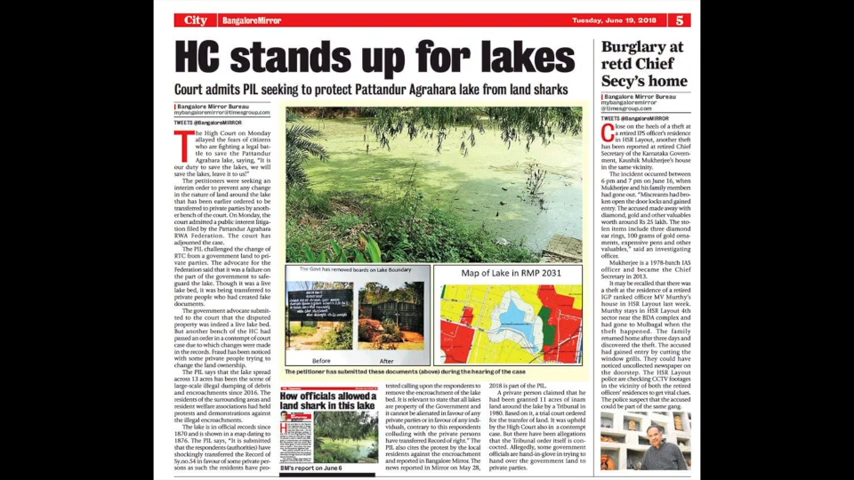 City
BangaloreMirror
Tuesday, June 19, 2018
5
HC stands up for lakes
Court admits PIL seeking to protect Pattandur Agrahara lake from land sharks
Bangalore Mirror Bureau
mybangaloremirror@timesgroup.com
TWEETS @BangaloreMIRROR
The High Court on Monday
allayed the fears of citizens
who are fighting a legal bat-
tle to save the Pattandur
Agrahara lake, saying, "It is
our duty to save the lakes, we will
save the lakes, leave it to us!"
The petitioners were seeking an
interim order to prevent any change
in the nature of land around the lake
that has been earlier ordered to be
transferred to private parties by anoth-
er bench of the court. On Monday, the
court admitted a public interest litiga-
tion filed by the Pattandur Agrahara
RWA Federation. The court has
adjourned the case.
The PIL challenged the change of
RTC from a government land to pri-
vate parties. The advocate for the
Federation said that it was a failure on
the part of the government to safe-
guard the lake. Though it was a live
lake bed, it was being transferred to
private people who had created fake
documents.
The government advocate submit-
ted to the court that the disputed
property was indeed a live lake bed.
But another bench of the HC had
passed an order in a contempt of court
case due to which changes were made
in the records. Fraud has been noticed
with some private people trying to
change the land ownership.
The PIL says that the lake spread
across 13 acres has been the scene of
large-scale illegal dumping of debris
and encroachments since 2016. The
residents of the surrounding areas and
resident welfare associations had held
protests and demonstrations against
the illegal encroachments.
The lake is in official records since
1870 and is shown in a map dating to
1876. The PIL says, "It is submitted
that the respondents (authorities) have
shockingly transferred the Record of
Sy.no.54 in favour of some private per-
sons as such the residents have pro-
The Govt has removed boards on Lake Boundary
Before
After
Map of Lake in RMP 2031
The petitioner has submitted these documents (above) during the hearing of the case
How officials allowed a
land shark in this lake
BM's report on June 6
tested calling upon the respondents to
remove the encroachment of the lake
bed. It is relevant to state that all lakes
are property of the Government and
it cannot be alienated in favour of any
private parties or in favour of any indi-
viduals, contrary to this respondents
colluding with the private persons
have transferred Record of right." The
PIL also cites the protest by the local
residents against the encroachment
and reported in Bangalore Mirror. The
news reported in Mirror on May 28,
2018 is part of the PIL.
A private person claimed that he
had been granted 11 acres of inam
land around the lake by a Tribunal in
1980. Based on it, a trial court ordered
for the transfer of land. It was upheld
by the High Court also in a contempt
case. But there have been allegations
that the Tribunal order itself is con-
cocted. Allegedly, some government
officials are hand-in-glove in trying to
hand over the government land to
private parties.
Burglary at
retd Chief
Secy's home
Bangalore Mirror Bureau
mybangaloremirror
@timesgroup.com
TWEETS @BangaloreMIRROR
Close on the heels of a theft at
a retired IPS officer's residence
in HSR Layout, another theft
has been reported at retired Chief
Secretary of the Karnataka Govern-
ment, Kaushik Mukherjee's house
in the same vicinity.
The incident occurred between
6 pm and 7 pm on June 16, when
Mukherjee and his family members
had gone out. "Miscreants had bro-
ken open the door locks and gained
entry. The accused made away with
diamond, gold and other valuables
worth around Rs 25 lakh. The sto-
len items include three diamond
ear rings, 100 grams of gold orna-
ments, expensive pens and other
valuables," said an investigating
officer.
Mukherjee is a 1978-batch IAS
officer and became the Chief
Secretary in 2013.
It may be recalled that there was
a theft at the residence of a retired
IGP ranked officer MV Murthy's
house in HSR Layout last week.
Murthy stays in HSR Layout 4th
sector near the BDA complex and
had gone to Mulbagal when the
theft happened. The family
returned home after three days and
discovered the theft. The accused
had gained entry by cutting the
window grills. They could have
noticed uncollected newspaper on
the doorstep. The HSR Layout
police are checking CCTV footages
in the vicinity of both the retired
officers' residences to get vital clues.
The police suspect that the accused
could be part of the same gang.